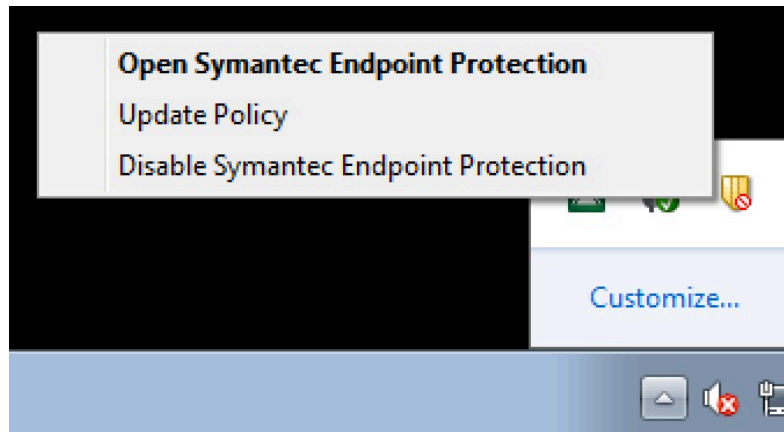 Open Symantec Endpoint Protection
Update Policy
Disable Symantec Endpoint Protection
Customize...